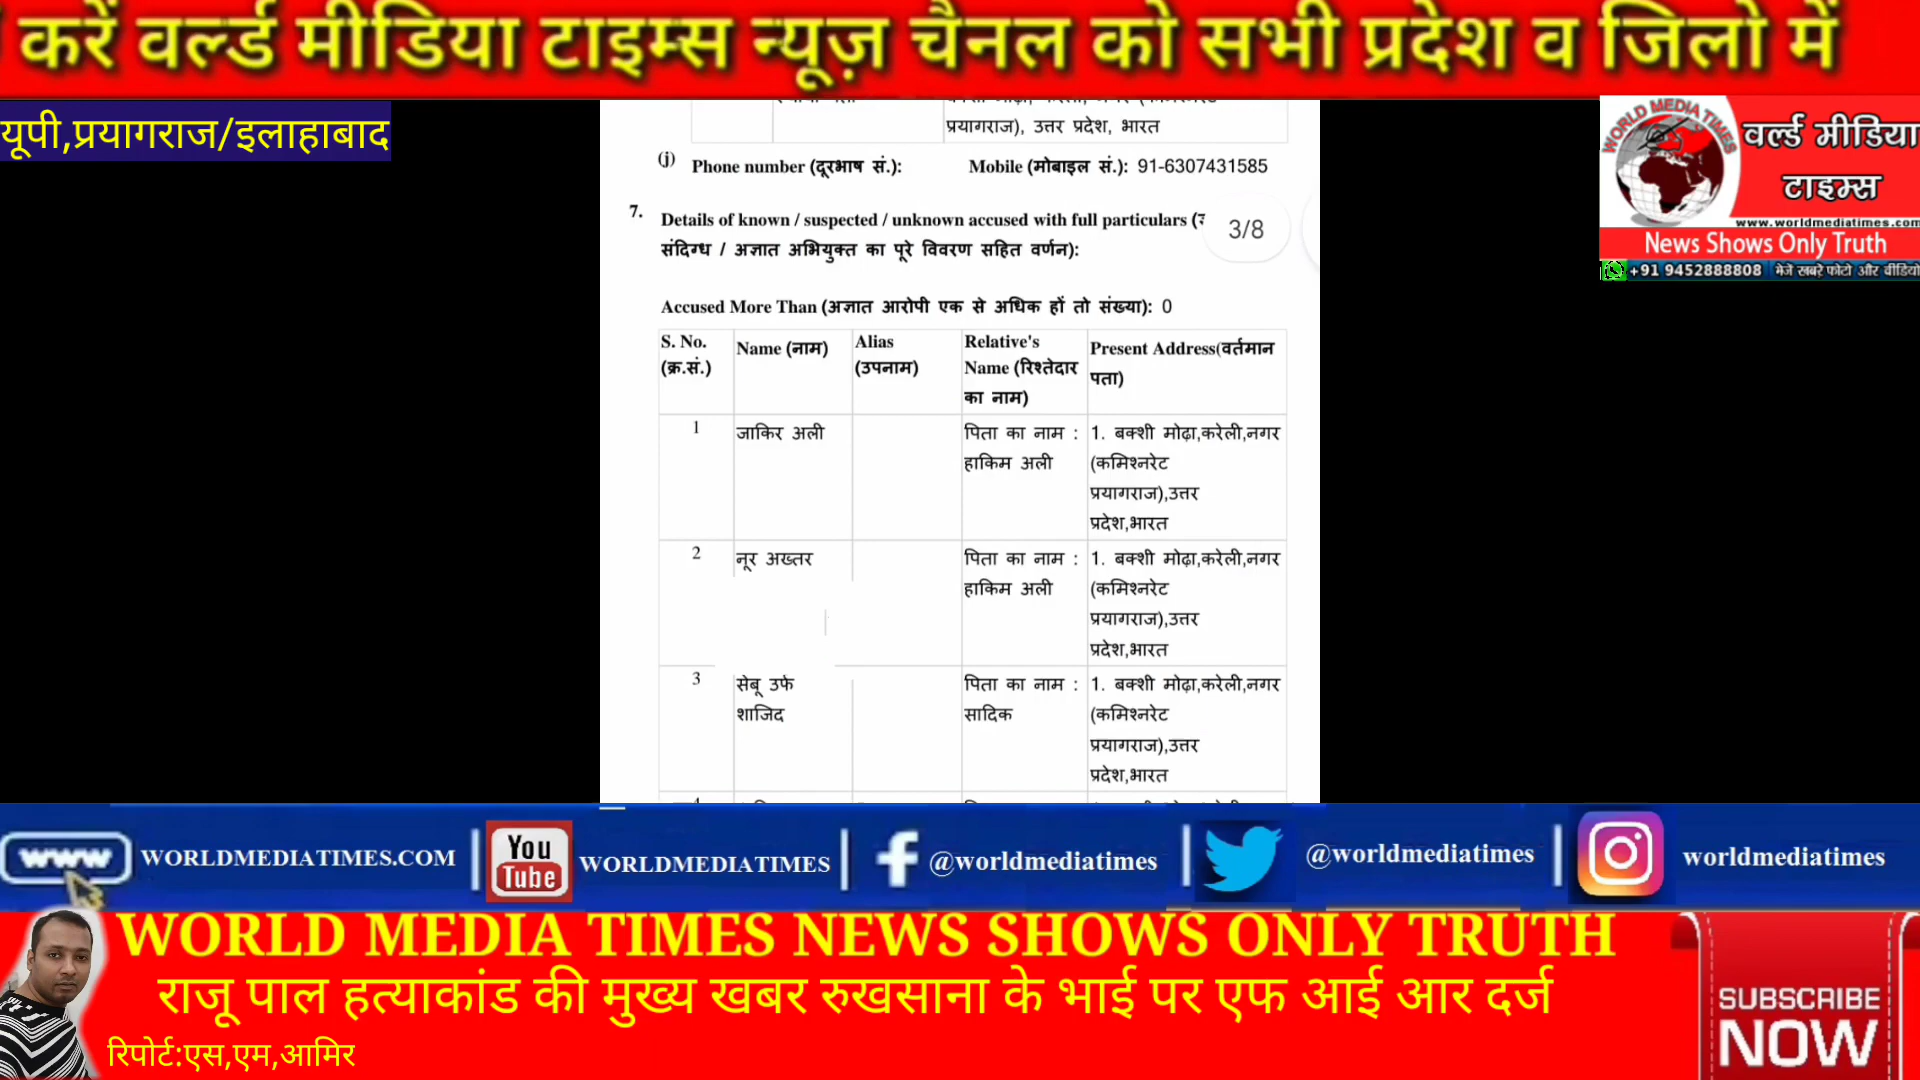 करें वर्ल्ड मीडिया टाइम्स न्यूज़ चैनल को सभी प्रदेश व जिलो में
यूपी,प्रयागराज/इलाहाबाद
WORLD MEDIA TIMES
वर्ल्ड मीडिया
टाइम्स
www.worldmediatimes.com
News Shows Only Truth
+91 9452888808 भेजें खबरे फोटो और वीडियो
प्रयागराज), उत्तर प्रदेश, भारत
(j) Phone number (दूरभाष सं.): Mobile (मोबाइल सं.): 91-6307431585
7. Details of known / suspected / unknown accused with full particulars (
3/8
संदिग्ध / अज्ञात अभियुक्त का पूरे विवरण सहित वर्णन):
Accused More Than (अज्ञात आरोपी एक से अधिक हों तो संख्या): 0
S. No. (क्र.सं.)
Name (नाम)
Alias (उपनाम)
Relative's Name (रिश्तेदार का नाम)
Present Address(वर्तमान पता)
1 जाकिर अली पिता का नाम : 1. बक्शी मोढ़ा,करेली,नगर
हाकिम अली (कमिश्नरेट
प्रयागराज),उत्तर
प्रदेश,भारत
2 नूर अख्तर पिता का नाम : 1. बक्शी मोढ़ा,करेली,नगर
हाकिम अली (कमिश्नरेट
प्रयागराज),उत्तर
प्रदेश,भारत
3 सेबू उर्फ पिता का नाम : 1. बक्शी मोढ़ा,करेली,नगर
शाजिद सादिक (कमिश्नरेट
प्रयागराज),उत्तर
प्रदेश,भारत
www WORLDMEDIATIMES.COM
You Tube WORLDMEDIATIMES
@worldmediatimes
@worldmediatimes
worldmediatimes
WORLD MEDIA TIMES NEWS SHOWS ONLY TRUTH
राजू पाल हत्याकांड की मुख्य खबर रुखसाना के भाई पर एफ आई आर दर्ज
रिपोर्ट:एस,एम,आमिर
SUBSCRIBE
NOW